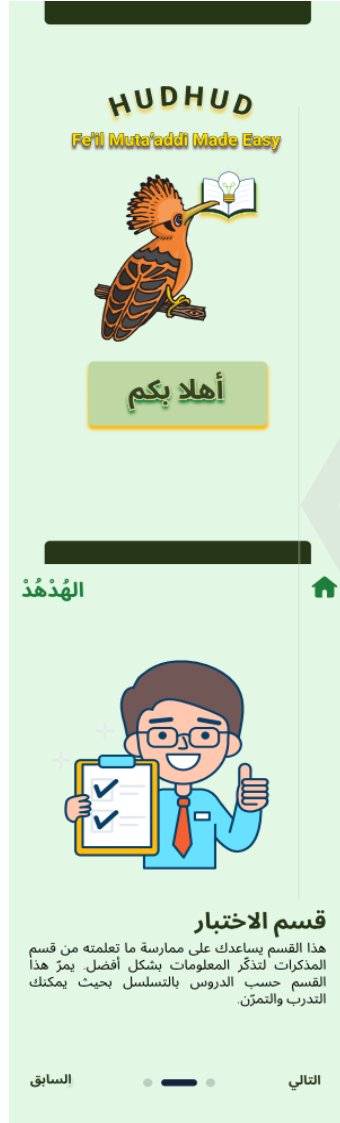 HUDHUD
Fe'il Muta'addi Made Easy
أهلا بكم
الهُدْهُدْ
قسم الاختبار
هذا القسم يساعدك على ممارسة ما تعلمته من قسم
المذكرات لتذكّر المعلومات بشكل أفضل. يمرّ هذا
القسم حسب الدروس بالتسلسل بحيث يمكنك
التدرب والتمرّن.
التالي
السابق